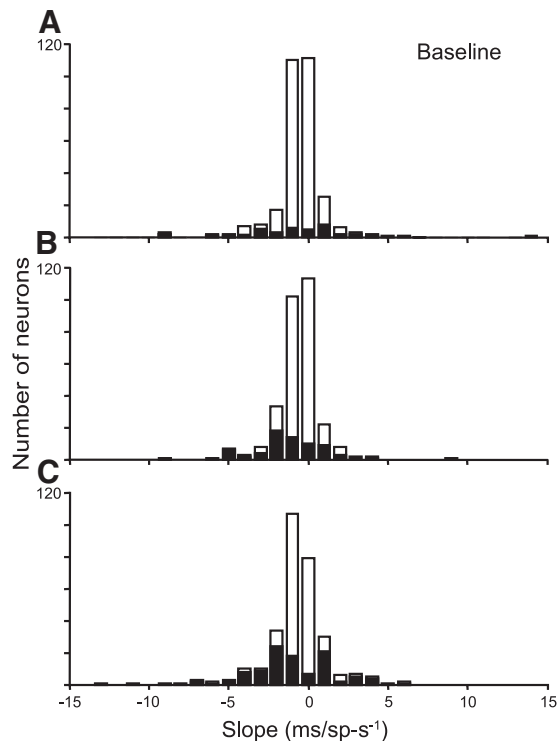 A
120
Baseline
B
120
Number of neurons
C
120
-15 -10 -5 0 5 10 15
Slope (ms/sp-s⁻¹)